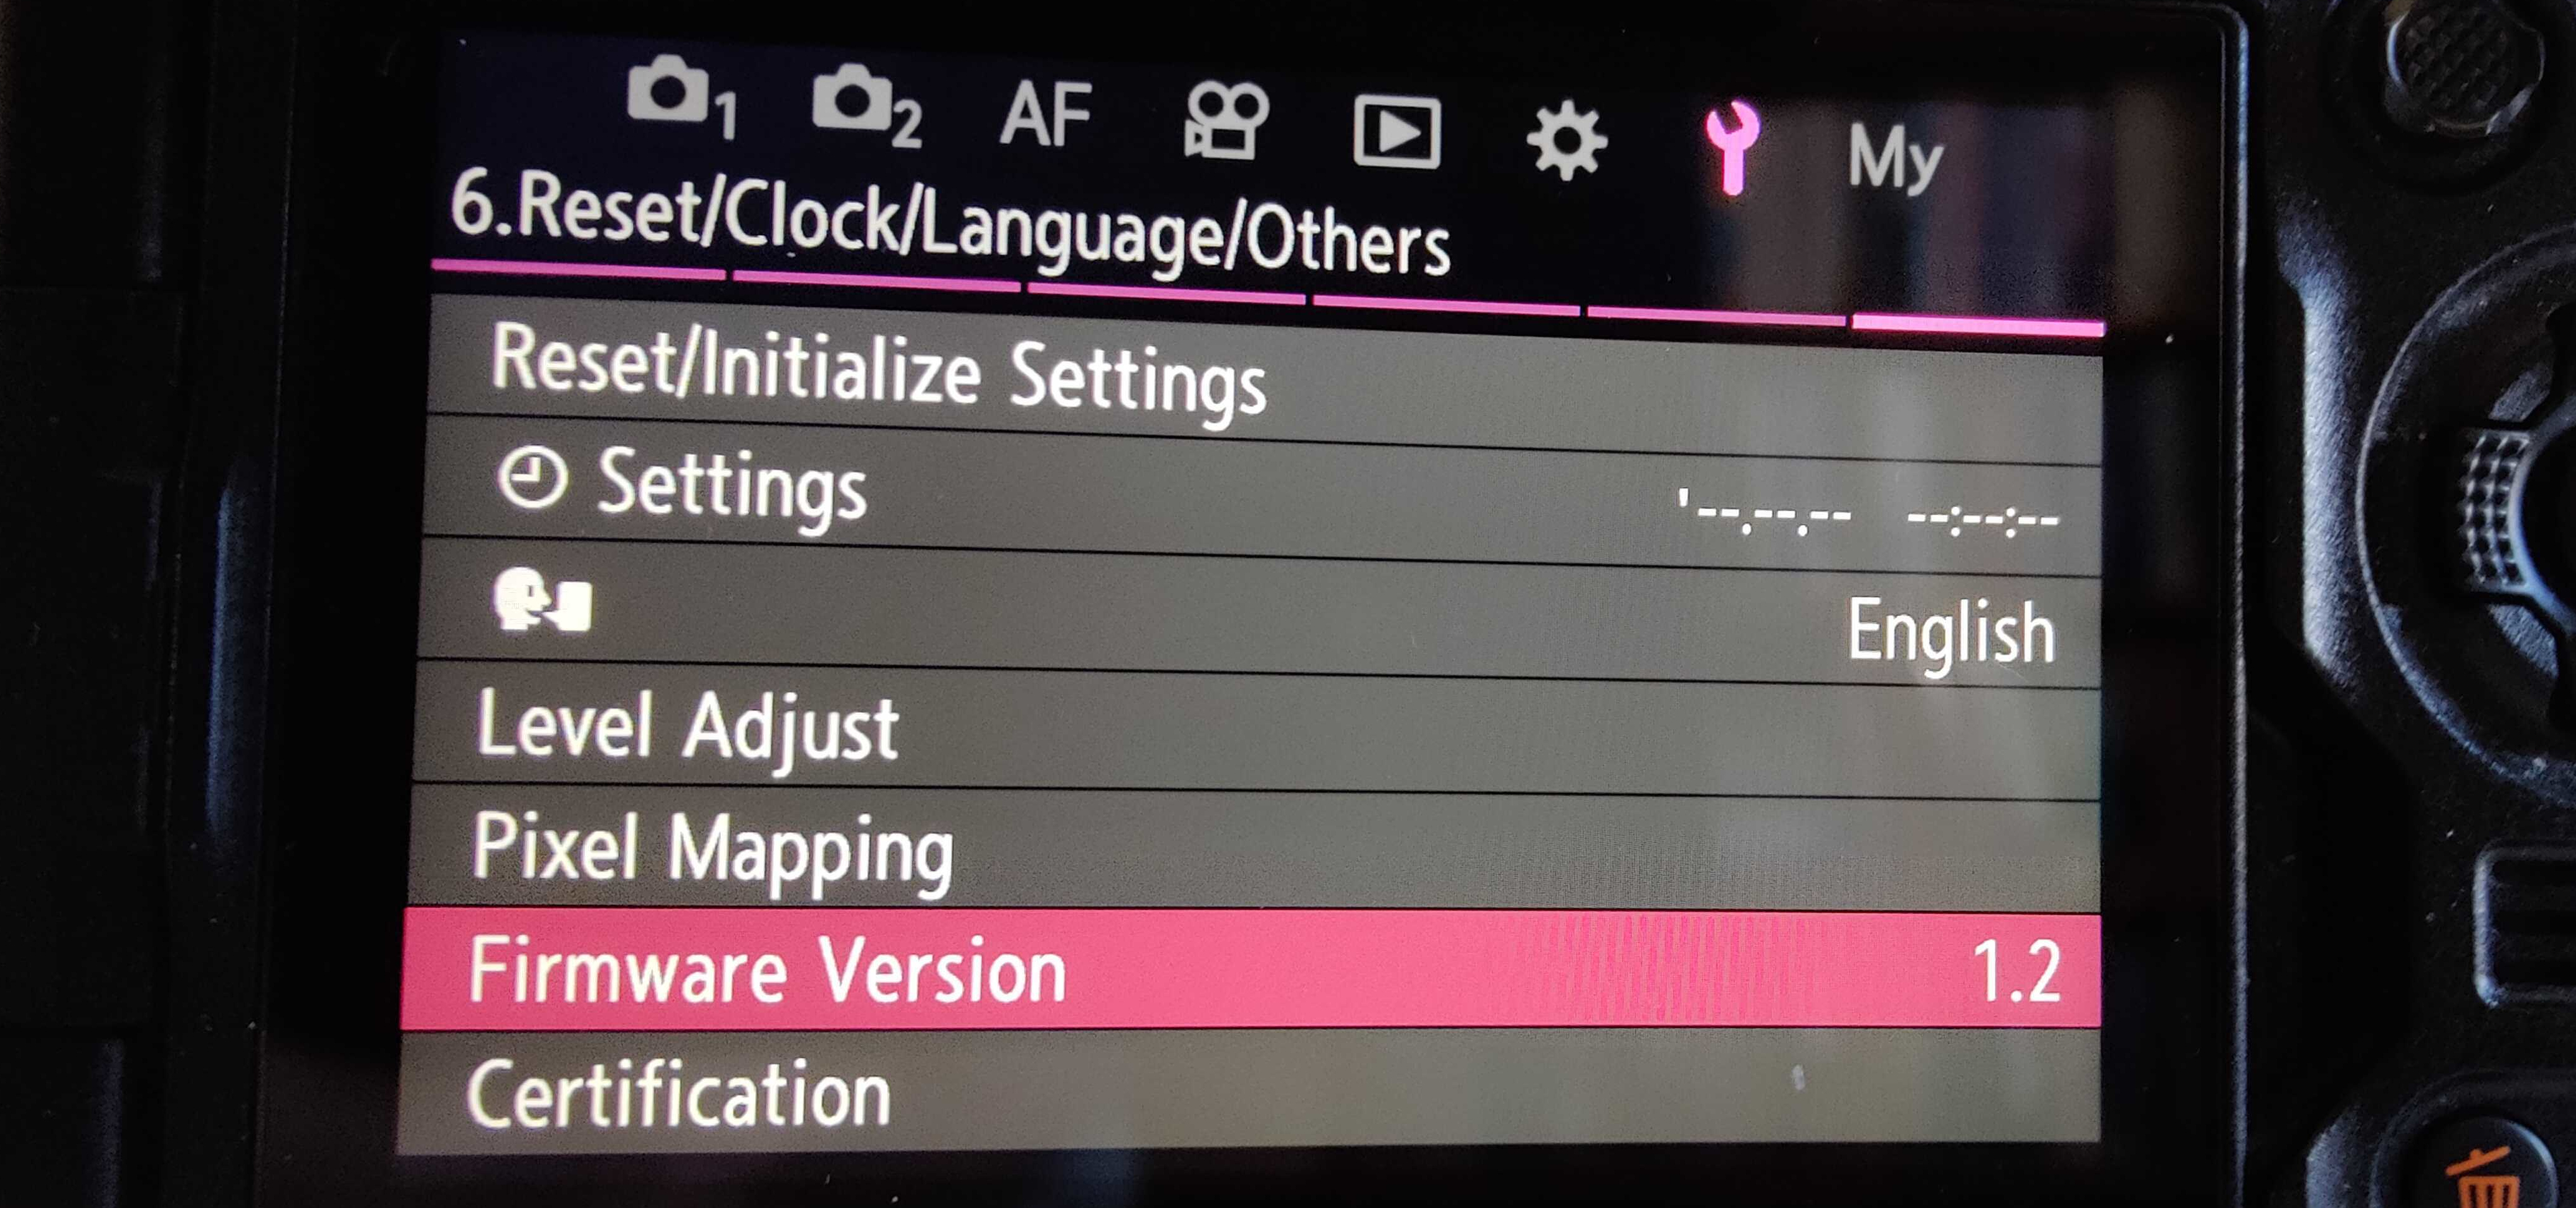 1 2 AF My
6.Reset/Clock/Language/Others
Reset/Initialize Settings
Settings '--.--.-- --:--:--
English
Level Adjust
Pixel Mapping
Firmware Version 1.2
Certification